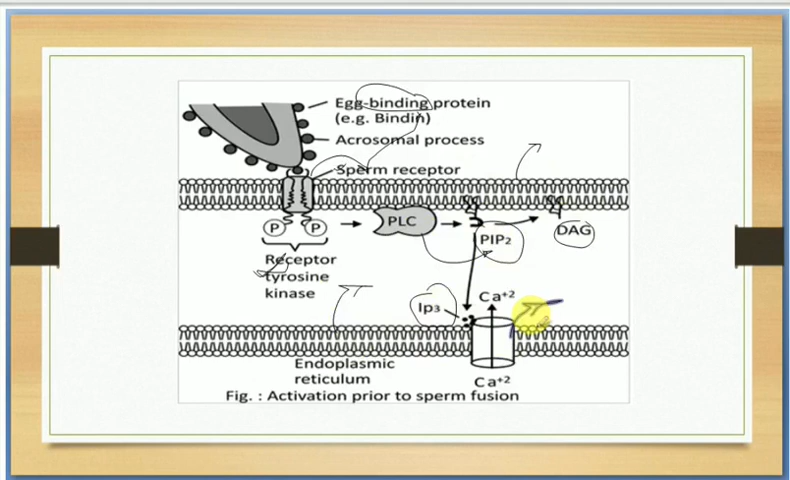 Egg-binding protein
(e.g. Bindin)
Acrosomal process
Sperm receptor
P
P
PLC
PIP2
DAG
Receptor
tyrosine
kinase
Ip3
Ca+2
Endoplasmic
reticulum
Ca+2
Fig. : Activation prior to sperm fusion